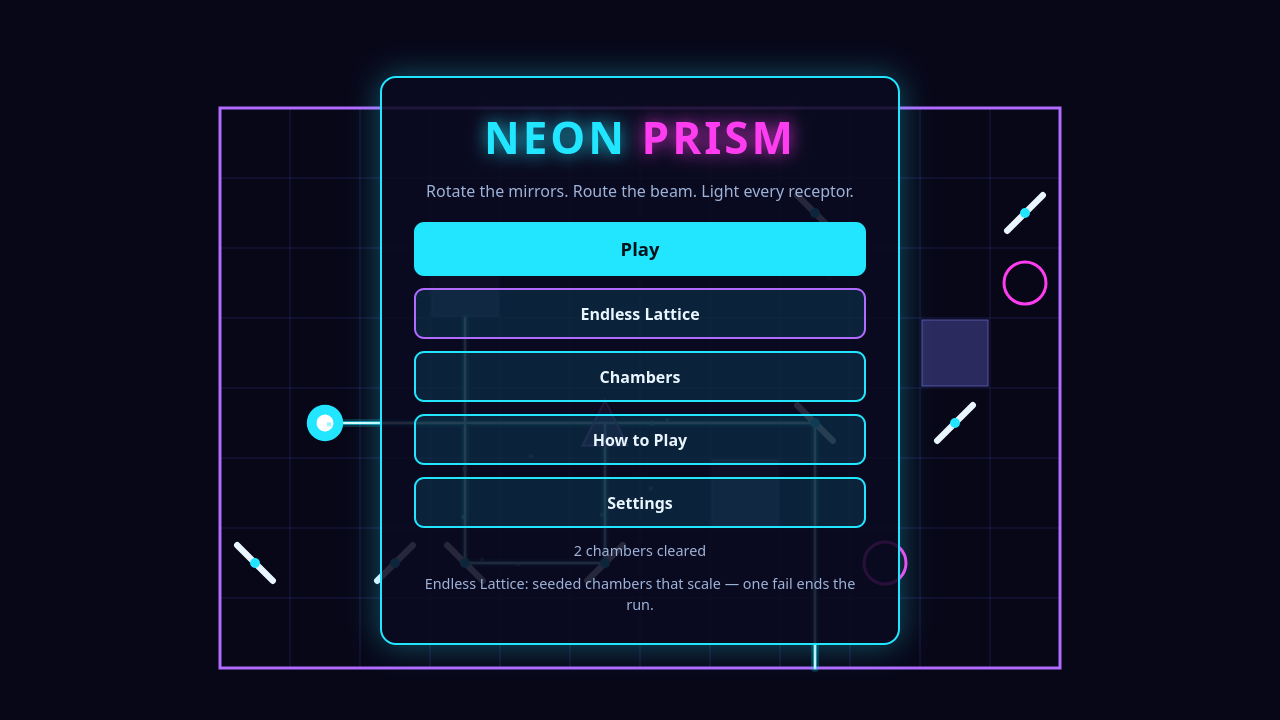 NEON PRISM
Rotate the mirrors. Route the beam. Light every receptor.
Play
Endless Lattice
Chambers
How to Play
Settings
2 chambers cleared
Endless Lattice: seeded chambers that scale — one fail ends the
run.